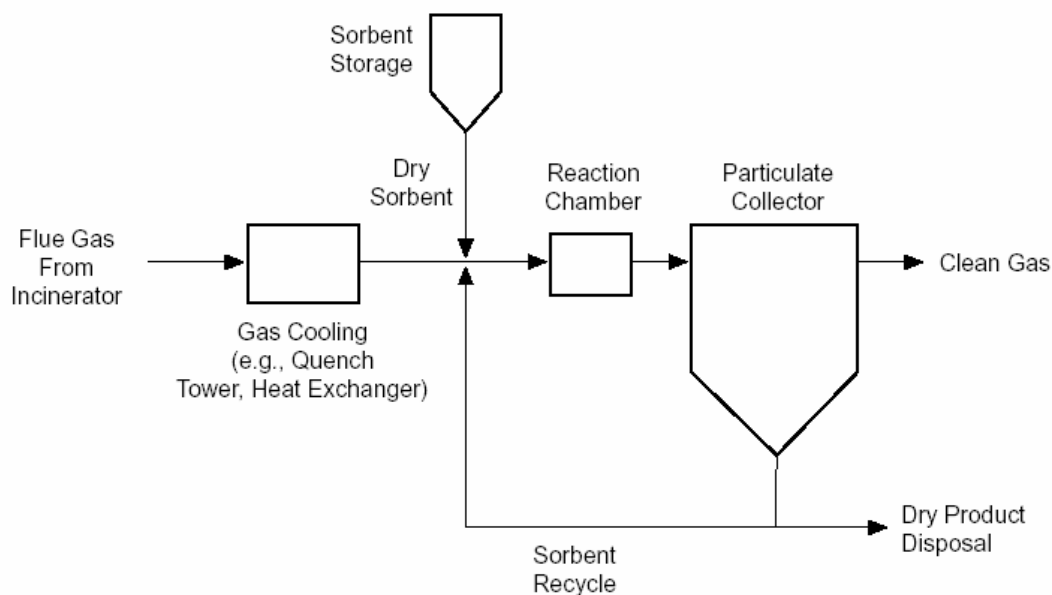 Sorbent
Storage
Dry
Sorbent
Reaction
Chamber
Particulate
Collector
Flue Gas
From
Incinerator
Clean Gas
Gas Cooling
(e.g., Quench
Tower, Heat Exchanger)
Dry Product
Disposal
Sorbent
Recycle